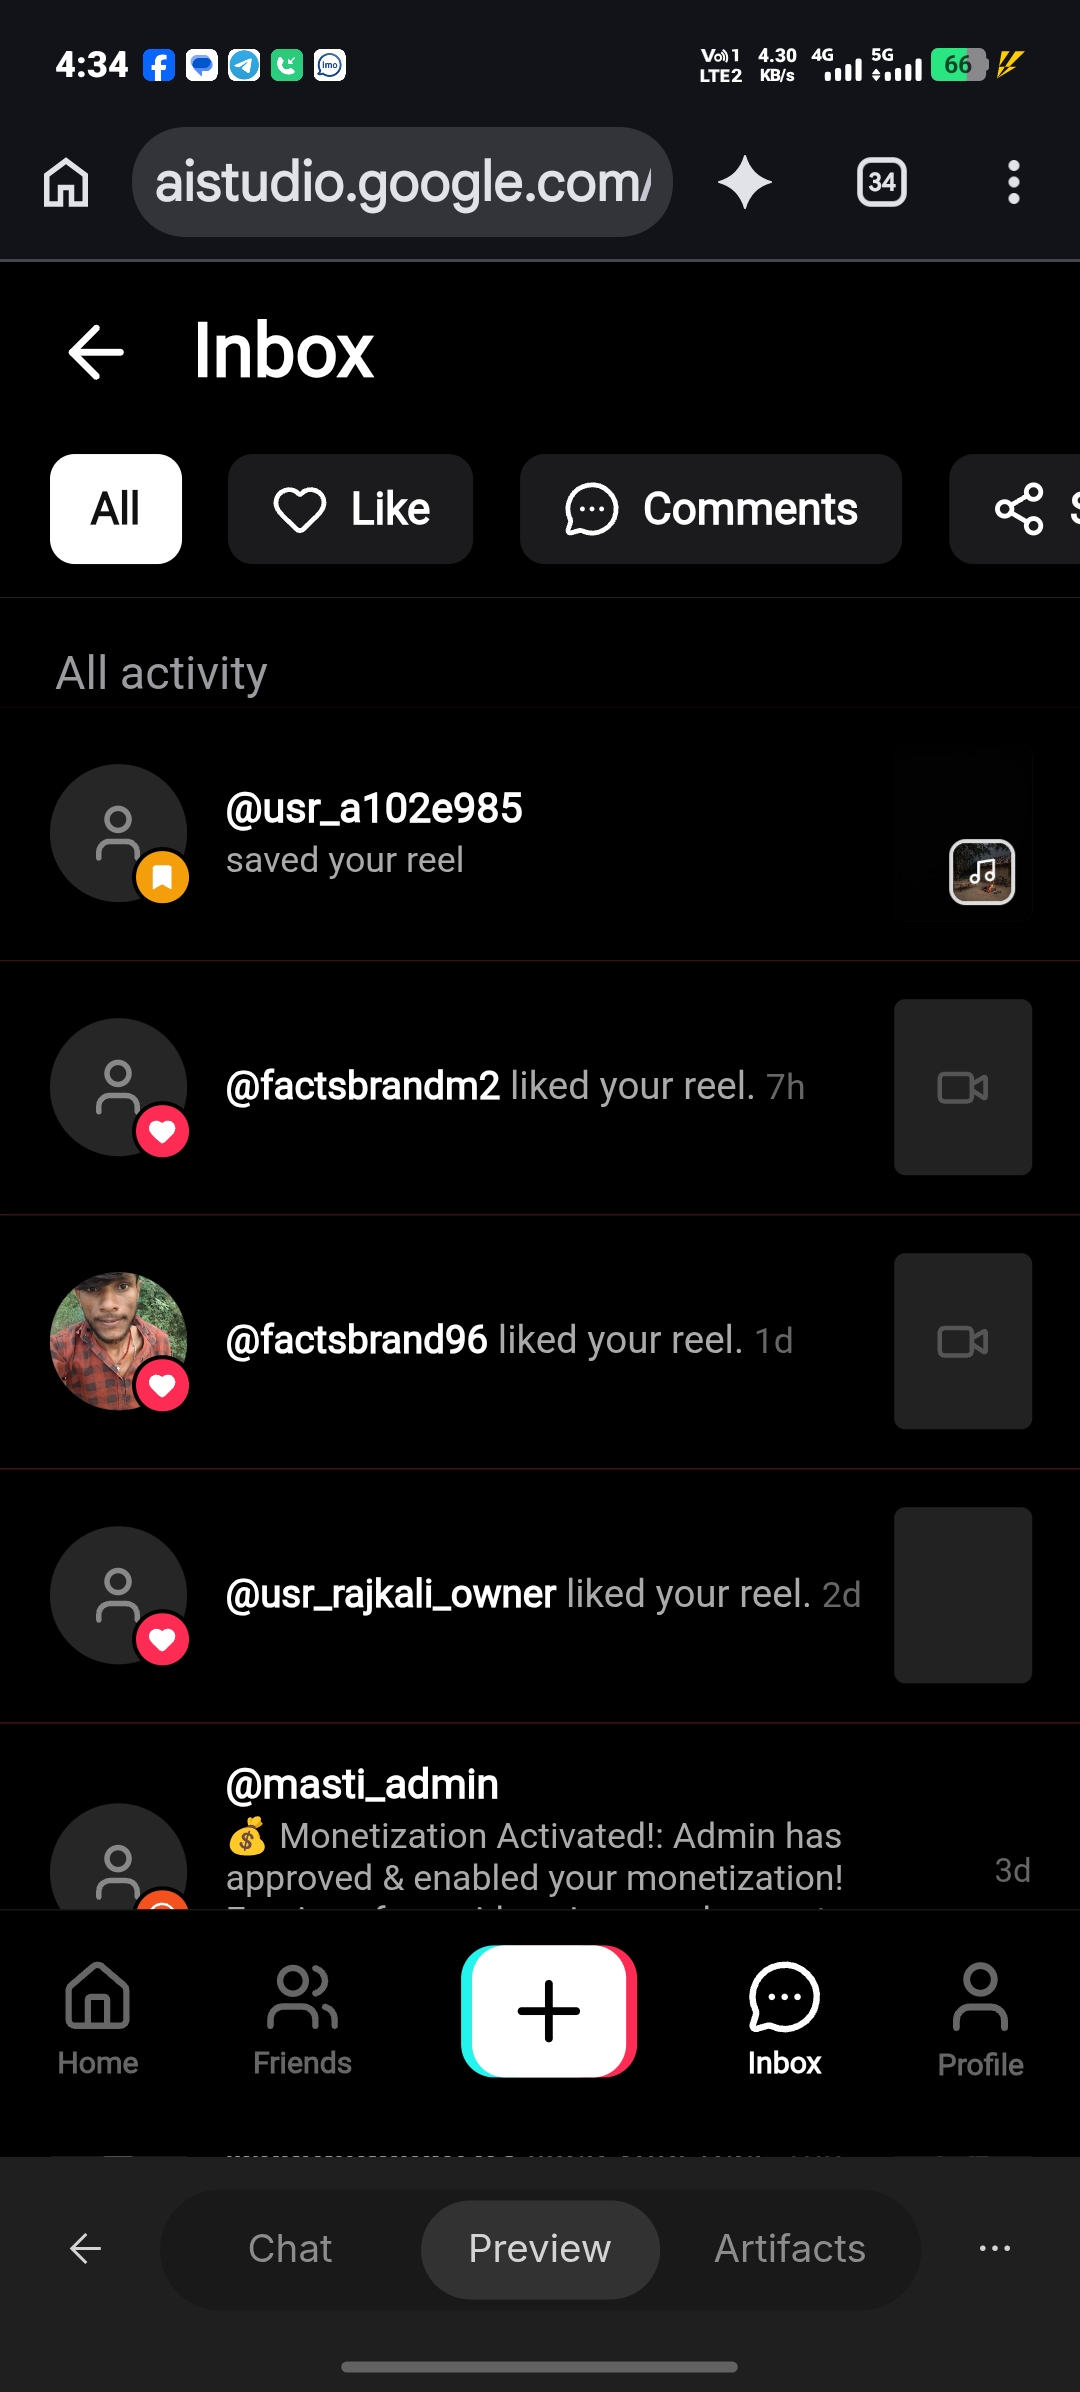 4:34
imo
Vo 1
LTE2
4.30
KB/s
4G
5G
66
aistudio.google.com/
34
Inbox
All
Like
Comments
All activity
@usr_a102e985
saved your reel
@factsbrandm2 liked your reel. 7h
@factsbrand96 liked your reel. 1d
@usr_rajkali_owner liked your reel. 2d
@masti_admin
💰 Monetization Activated!: Admin has
approved & enabled your monetization!
3d
Home
Friends
Inbox
Profile
Chat
Preview
Artifacts